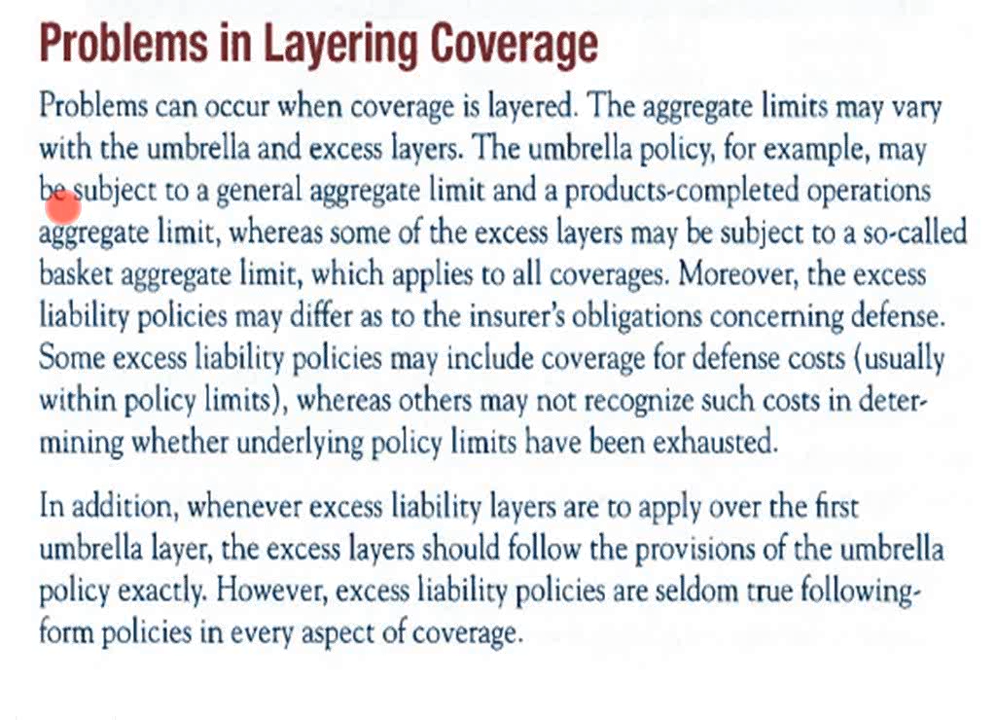 Problems in Layering Coverage
Problems can occur when coverage is layered. The aggregate limits may vary
with the umbrella and excess layers. The umbrella policy, for example, may
be subject to a general aggregate limit and a products-completed operations
aggregate limit, whereas some of the excess layers may be subject to a so-called
basket aggregate limit, which applies to all coverages. Moreover, the excess
liability policies may differ as to the insurer's obligations concerning defense.
Some excess liability policies may include coverage for defense costs (usually
within policy limits), whereas others may not recognize such costs in deter-
mining whether underlying policy limits have been exhausted.
In addition, whenever excess liability layers are to apply over the first
umbrella layer, the excess layers should follow the provisions of the umbrella
policy exactly. However, excess liability policies are seldom true following-
form policies in every aspect of coverage.